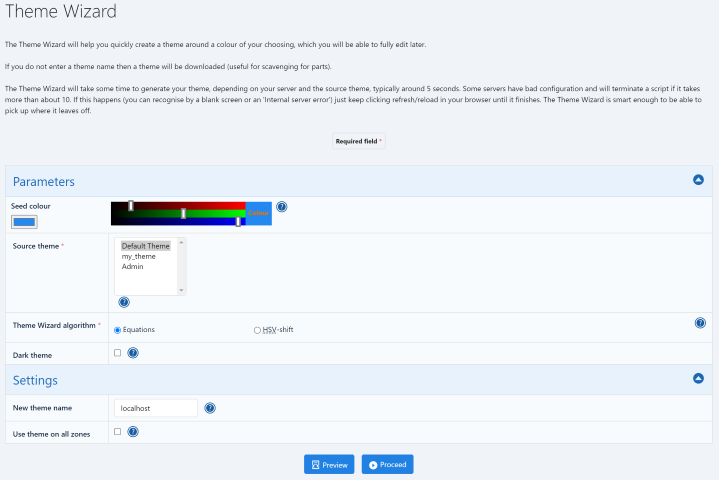 Theme Wizard
The Theme Wizard will help you quickly create a theme around a colour of your choosing, which you will be able to fully edit later.
If you do not enter a theme name then a theme will be downloaded (useful for scavenging for parts).
The Theme Wizard will take some time to generate your theme, depending on your server and the source theme, typically around 5 seconds. Some servers have bad configuration and will terminate a script if it takes
more than about 10. If this happens (you can recognise by a blank screen or an 'Internal server error') just keep clicking refresh/reload in your browser until it finishes. The Theme Wizard is smart enough to be able to
pick up where it leaves off.
Required field *
Parameters
Seed colour
Colour
Source theme *
Default Theme
my_theme
Admin
Theme Wizard algorithm *
Equations
HSV-shift
Dark theme
Settings
New theme name
localhost
Use theme on all zones
Preview
Proceed